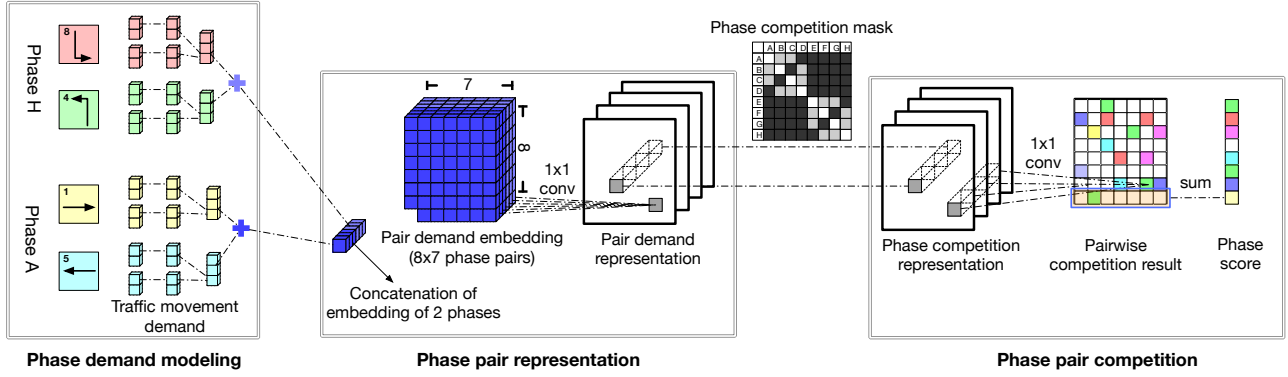 Phase H
8
4
Phase A
1
5
Traffic movement
demand
Phase demand modeling
7
8
1x1
conv
Pair demand embedding
(8x7 phase pairs)
Pair demand
representation
Concatenation of
embedding of 2 phases
Phase pair representation
Phase competition mask
A B C D E F G H
A
B
C
D
E
F
G
H
1x1
conv
sum
Phase competition
representation
Pairwise
competition result
Phase
score
Phase pair competition